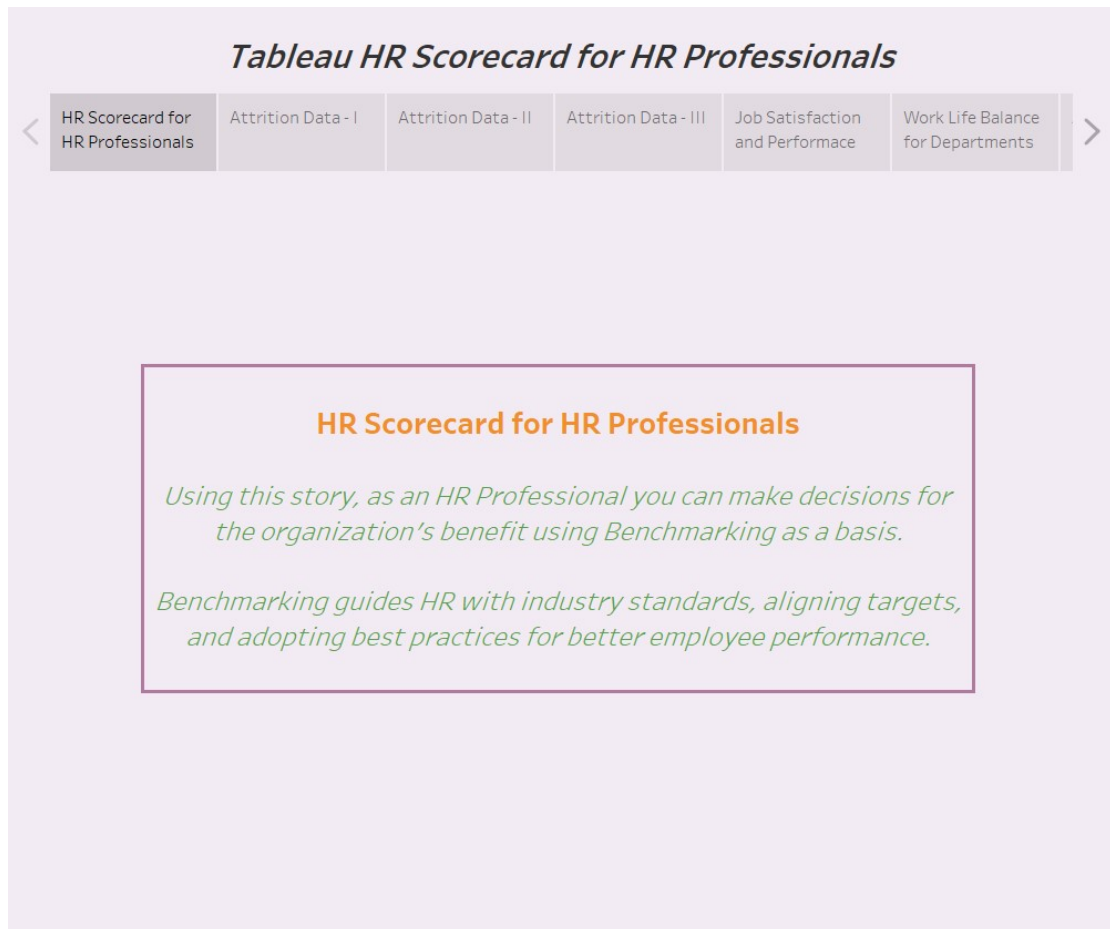 Tableau HR Scorecard for HR Professionals
HR Scorecard for
HR Professionals
Attrition Data - I
Attrition Data - II
Attrition Data - III
Job Satisfaction
and Performace
Work Life Balance
for Departments
HR Scorecard for HR Professionals
Using this story, as an HR Professional you can make decisions for
the organization’s benefit using Benchmarking as a basis.
Benchmarking guides HR with industry standards, aligning targets,
and adopting best practices for better employee performance.